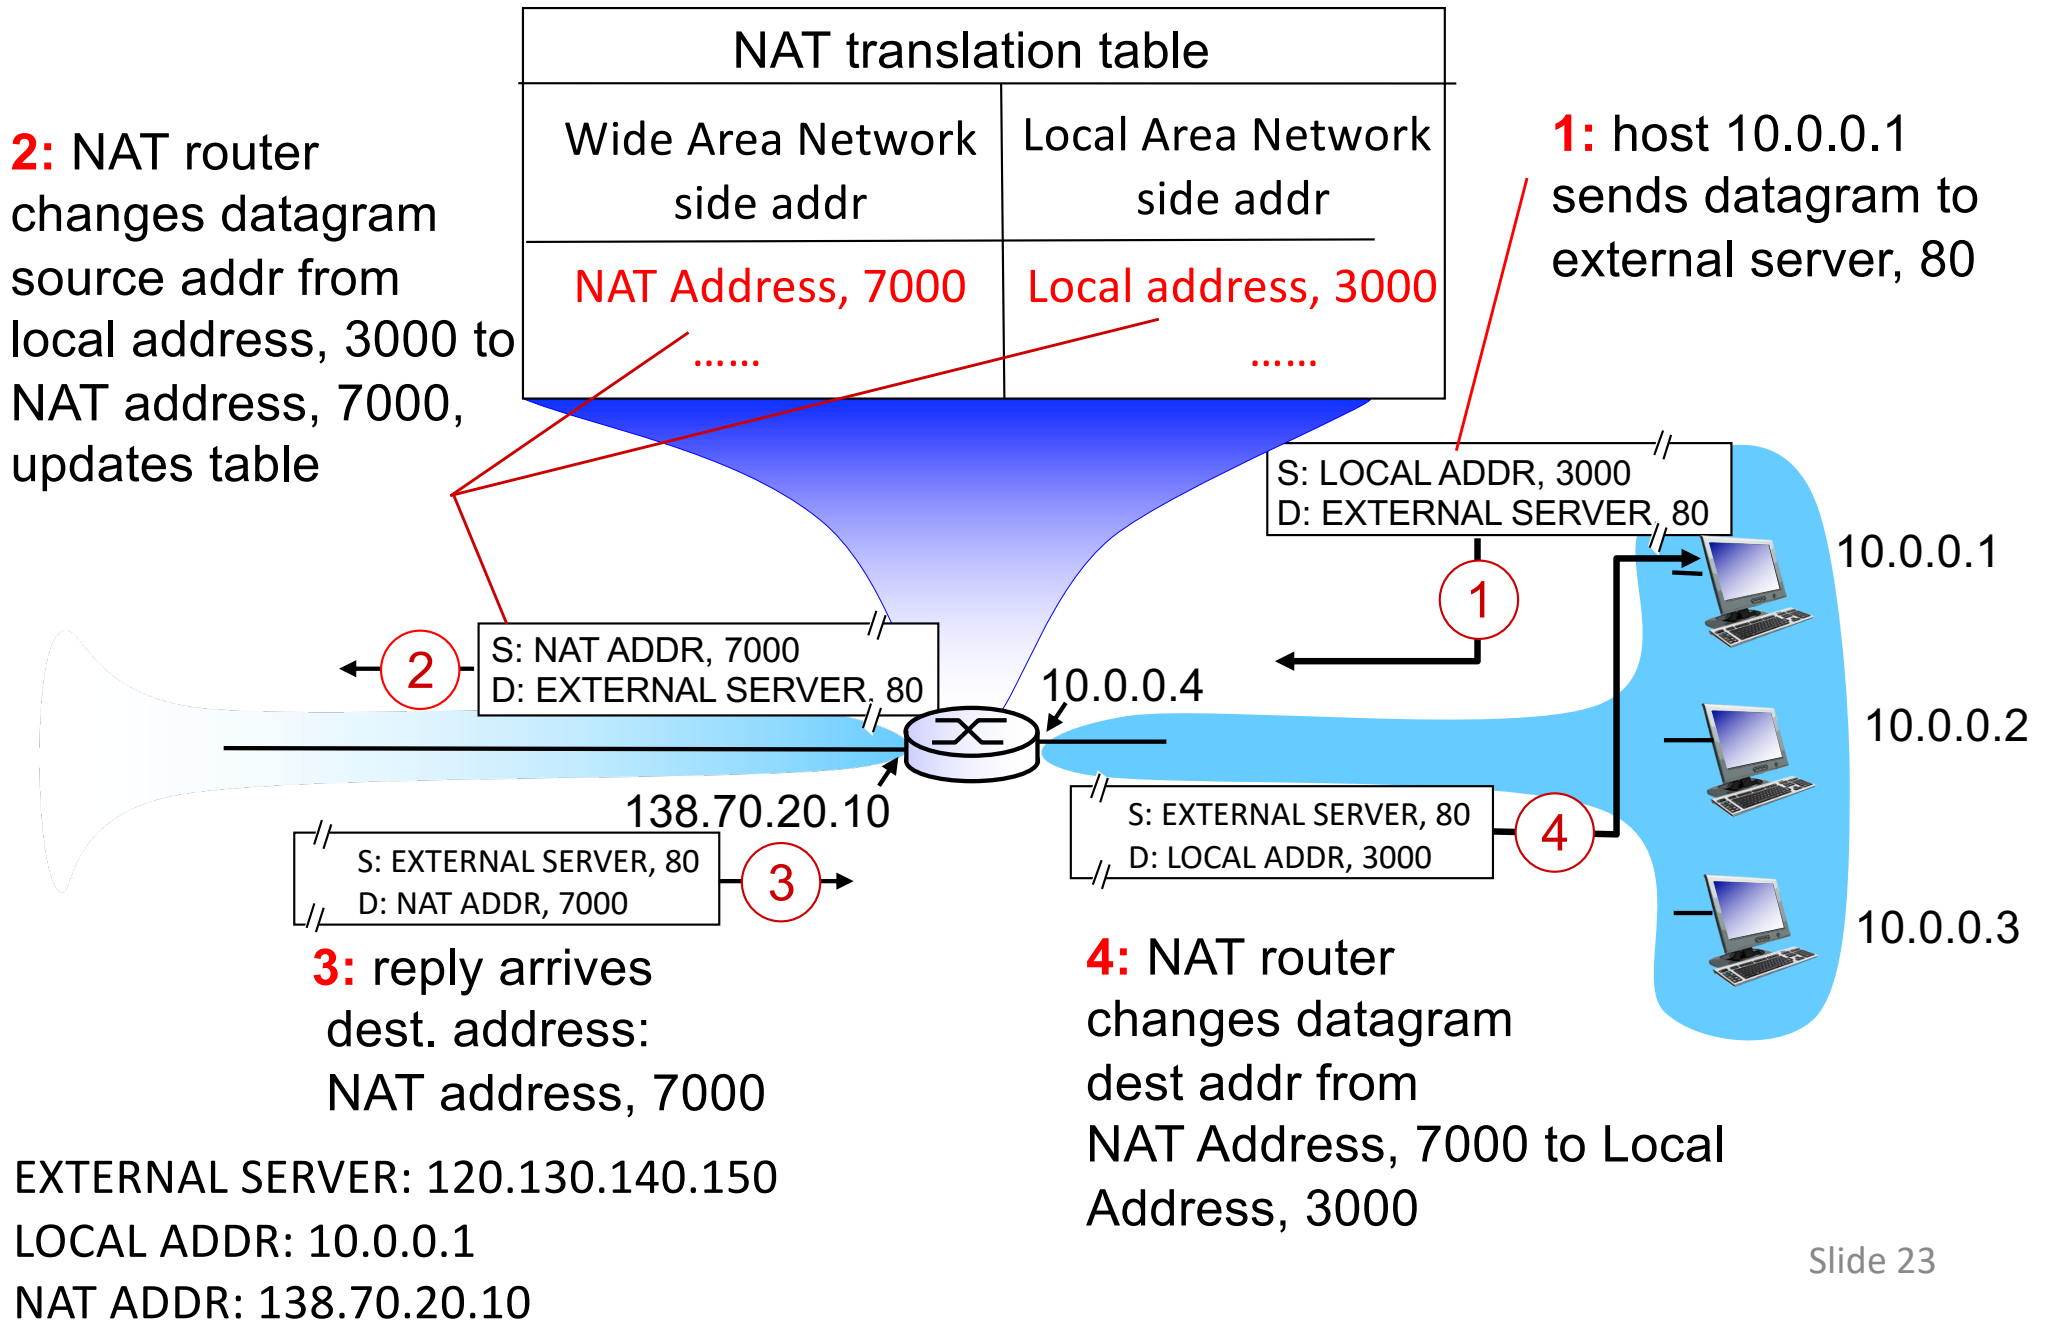 NAT translation table
Wide Area Network
side addr
Local Area Network
side addr
NAT Address, 7000
Local address, 3000
......
......
2: NAT router
changes datagram
source addr from
local address, 3000 to
NAT address, 7000,
updates table
1: host 10.0.0.1
sends datagram to
external server, 80
S: LOCAL ADDR, 3000
D: EXTERNAL SERVER, 80
1
10.0.0.1
2
S: NAT ADDR, 7000
D: EXTERNAL SERVER, 80
10.0.0.4
10.0.0.2
138.70.20.10
S: EXTERNAL SERVER, 80
D: NAT ADDR, 7000
3
S: EXTERNAL SERVER, 80
D: LOCAL ADDR, 3000
4
10.0.0.3
3: reply arrives
dest. address:
NAT address, 7000
4: NAT router
changes datagram
dest addr from
NAT Address, 7000 to Local
Address, 3000
EXTERNAL SERVER: 120.130.140.150
LOCAL ADDR: 10.0.0.1
NAT ADDR: 138.70.20.10
Slide 23